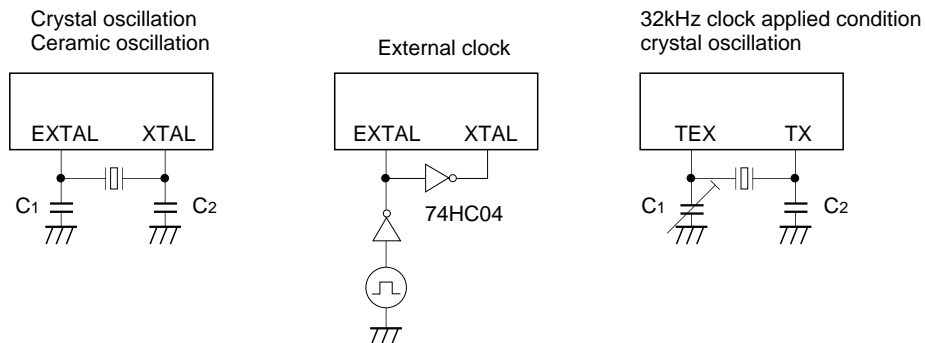 Crystal oscillation
Ceramic oscillation
EXTAL XTAL
C1 C2
External clock
EXTAL XTAL
74HC04
32kHz clock applied condition
crystal oscillation
TEX TX
C1 C2